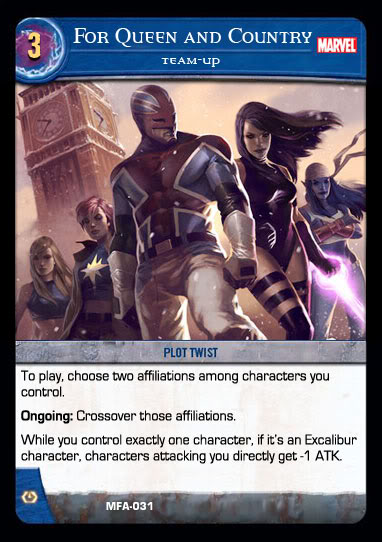 3
For Queen and Country
MARVEL
TEAM-UP
PLOT TWIST
To play, choose two affiliations among characters you
control.
Ongoing: Crossover those affiliations.
While you control exactly one character, if it's an Excalibur
character, characters attacking you directly get -1 ATK.
MFA-031